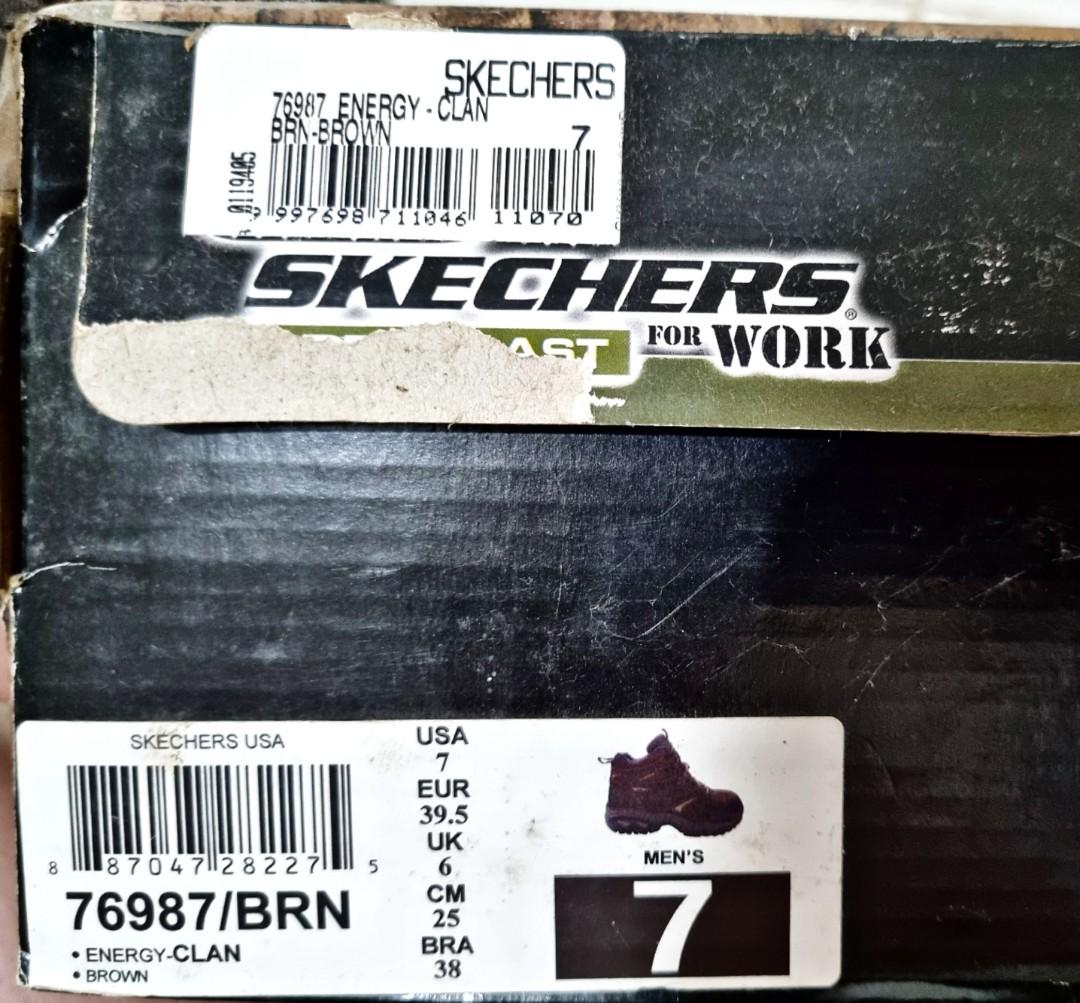 SKECHERS
76987 ENERGY - CLAN
BRN-BROWN 7
0119405
9 997698 711046 11070
SKECHERS®
AST FOR WORK
SKECHERS USA
8 87047 28227 5
76987/BRN
• ENERGY-CLAN
• BROWN
USA
7
EUR
39.5
UK
6
CM
25
BRA
38
MEN'S
7